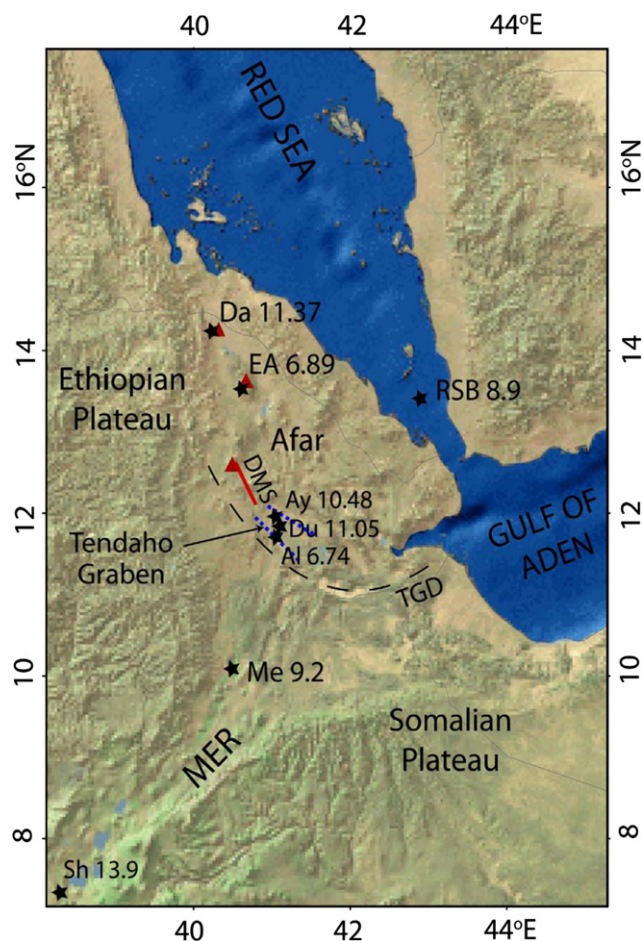 40 42 44°E
RED SEA
16°N
Da 11.37
14
EA 6.89
Ethiopian
Plateau
RSB 8.9
Afar
DMS
Ay 10.48
12
Du 11.05
Tendaho
Graben
Al 6.74
GULF OF
ADEN
TGD
10
Me 9.2
10
Somalian
Plateau
MER
8
8
Sh 13.9
40 42 44°E
12
14